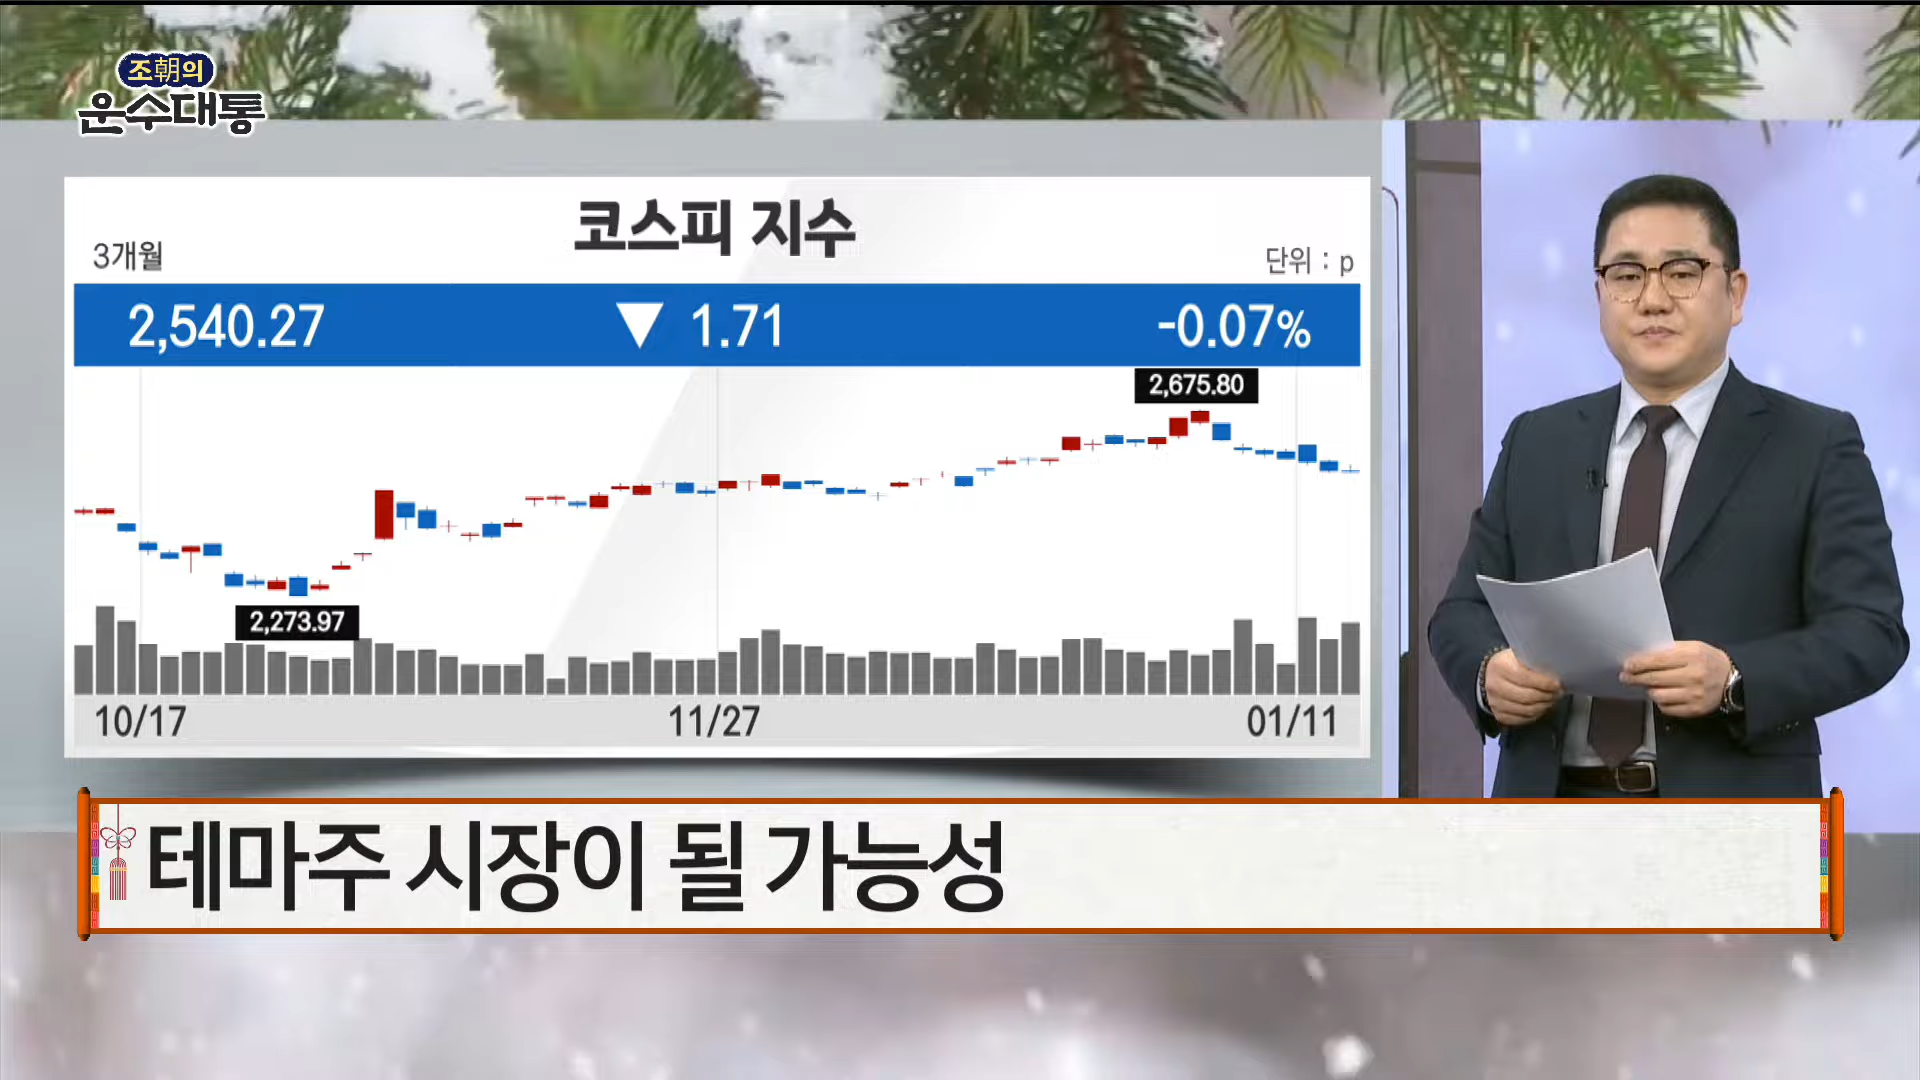 조朝의
운수대통
코스피 지수
3개월
단위 : p
2,540.27 ▼ 1.71 -0.07%
2,675.80
2,273.97
10/17 11/27 01/11
테마주 시장이 될 가능성